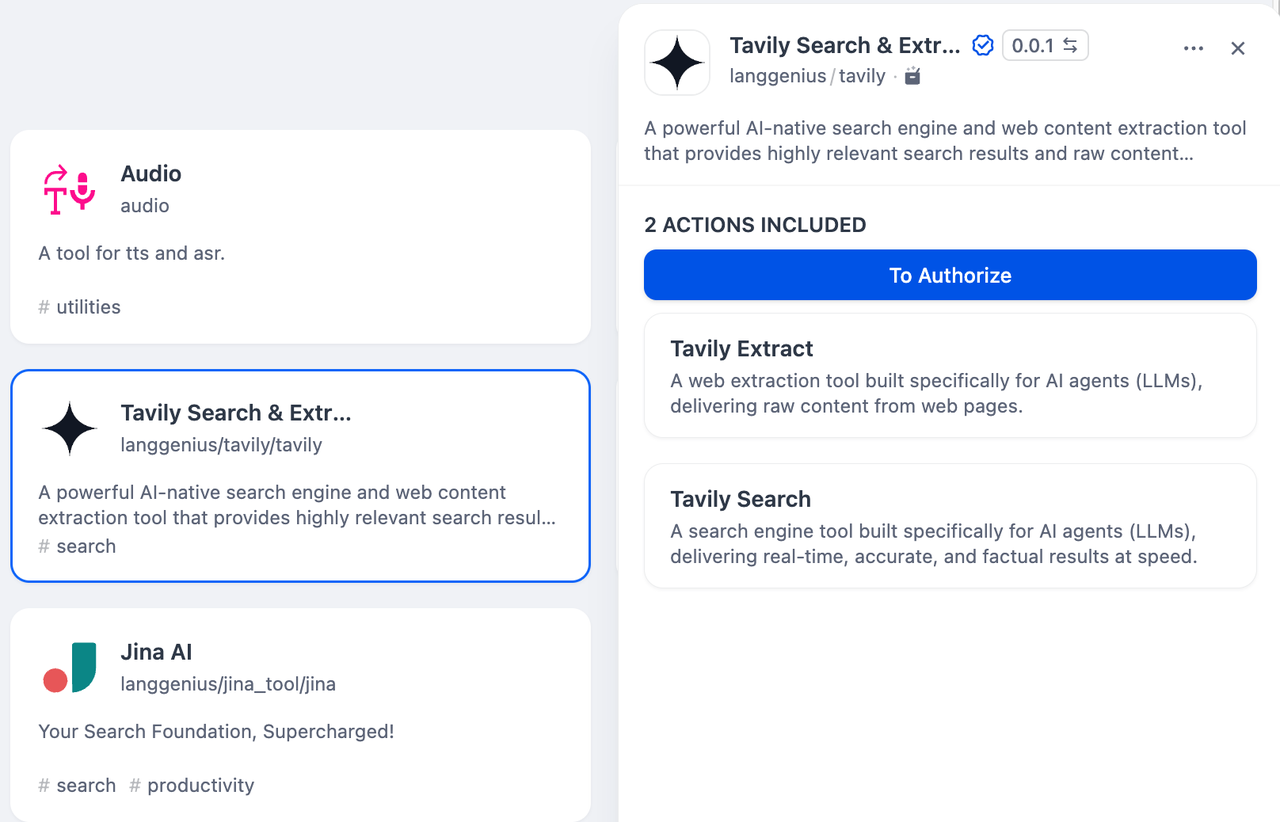 Audio
audio
A tool for tts and asr.
# utilities
Tavily Search & Extr...
langgenius/tavily/tavily
A powerful AI-native search engine and web content
extraction tool that provides highly relevant search resul...
# search
Jina AI
langgenius/jina_tool/jina
Your Search Foundation, Supercharged!
# search # productivity
Tavily Search & Extr... 0.0.1
langgenius / tavily ·
A powerful AI-native search engine and web content extraction tool
that provides highly relevant search results and raw content...
2 ACTIONS INCLUDED
To Authorize
Tavily Extract
A web extraction tool built specifically for AI agents (LLMs),
delivering raw content from web pages.
Tavily Search
A search engine tool built specifically for AI agents (LLMs),
delivering real-time, accurate, and factual results at speed.